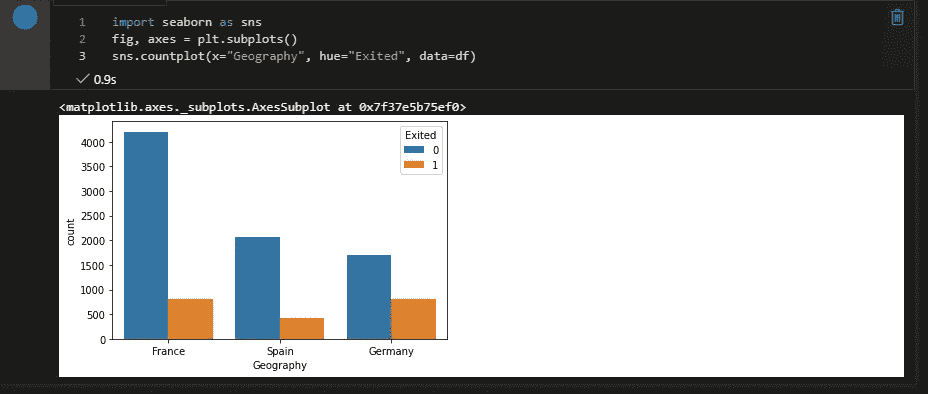 1 import seaborn as sns
2 fig, axes = plt.subplots()
3 sns.countplot(x="Geography", hue="Exited", data=df)
0.9s
<matplotlib.axes._subplots.AxesSubplot at 0x7f37e5b75ef0>
Exited
0
1
4000
3500
3000
2500
2000
1500
1000
500
0
count
France Spain Germany
Geography